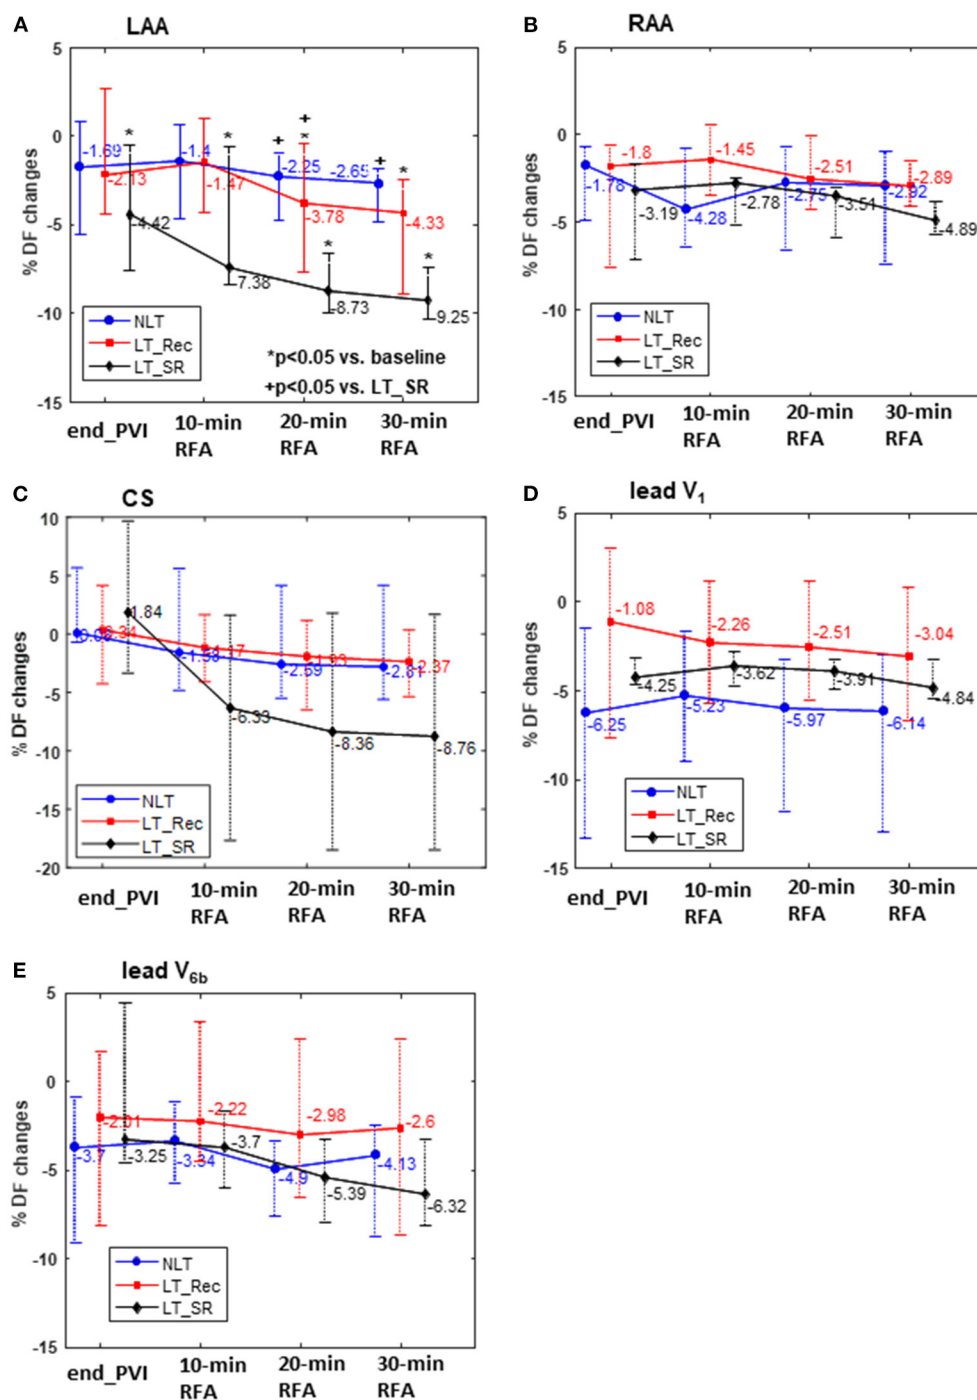 A LAA
5
0
-5
-10
-15
% DF changes
-1.69
-1.4
-2.25
-2.65
-2.13
-1.47
-3.78
-4.33
-4.42
-7.38
-8.73
-9.25
* * + + * + * * *
NLT
LT_Rec
LT_SR
*p<0.05 vs. baseline
+p<0.05 vs. LT_SR
end_PVI 10-min RFA 20-min RFA 30-min RFA
B RAA
5
0
-5
-10
-15
% DF changes
-1.8
-1.45
-2.51
-2.89
-1.78
-4.28
-2.75
-2.92
-3.19
-2.78
-3.51
-4.89
NLT
LT_Rec
LT_SR
end_PVI 10-min RFA 20-min RFA 30-min RFA
C CS
10
5
0
-5
-10
-15
-20
% DF changes
1.84
-2.59
-2.37
-2.81
-6.33
-8.36
-8.76
NLT
LT_Rec
LT_SR
end_PVI 10-min RFA 20-min RFA 30-min RFA
D lead V1
5
0
-5
-10
-15
% DF changes
-1.08
-2.26
-2.51
-3.04
-4.25
-3.62
-3.91
-4.84
-6.25
-5.23
-5.97
-6.14
NLT
LT_Rec
LT_SR
end_PVI 10-min RFA 20-min RFA 30-min RFA
E lead V6b
5
0
-5
-10
-15
% DF changes
-2.01
-2.22
-2.98
-2.6
-3.7
-3.34
-4.9
-4.13
-3.25
-3.7
-5.39
-6.32
NLT
LT_Rec
LT_SR
end_PVI 10-min RFA 20-min RFA 30-min RFA